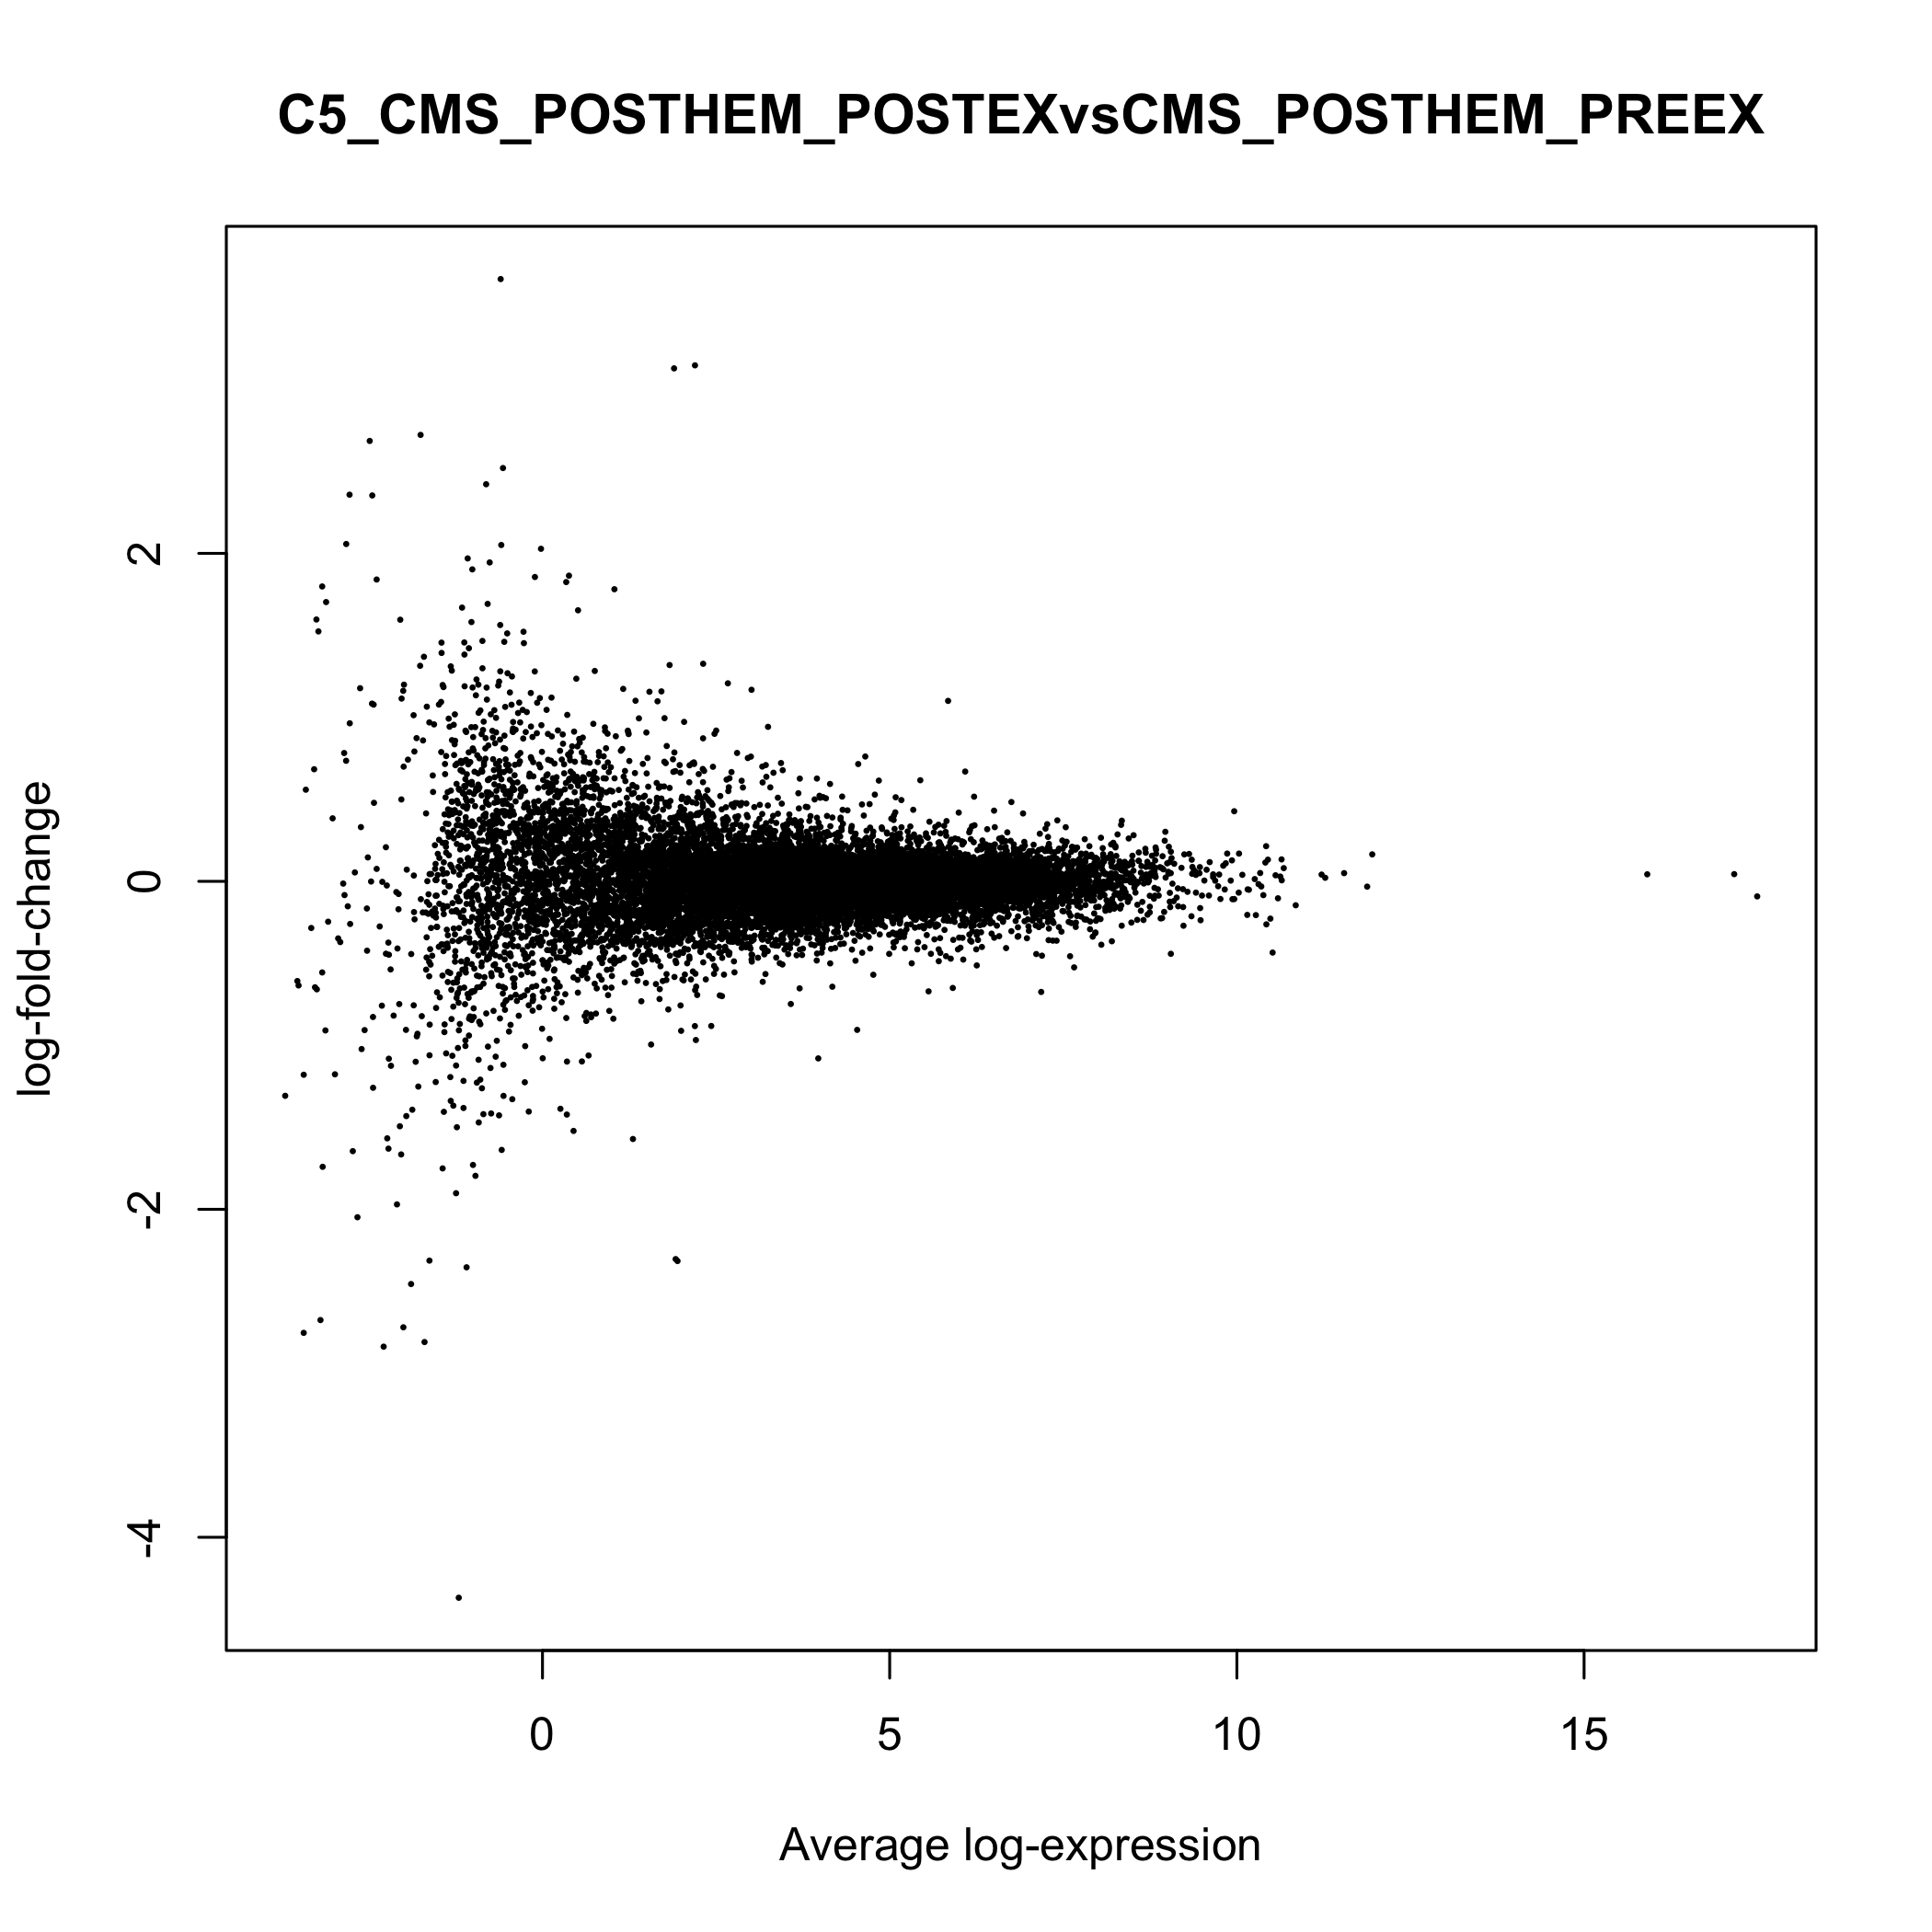 C5_CMS_POSTHEM_POSTEXvsCMS_POSTHEM_PREEX
log-fold-change
2
0
-2
-4
0 5 10 15
Average log-expression